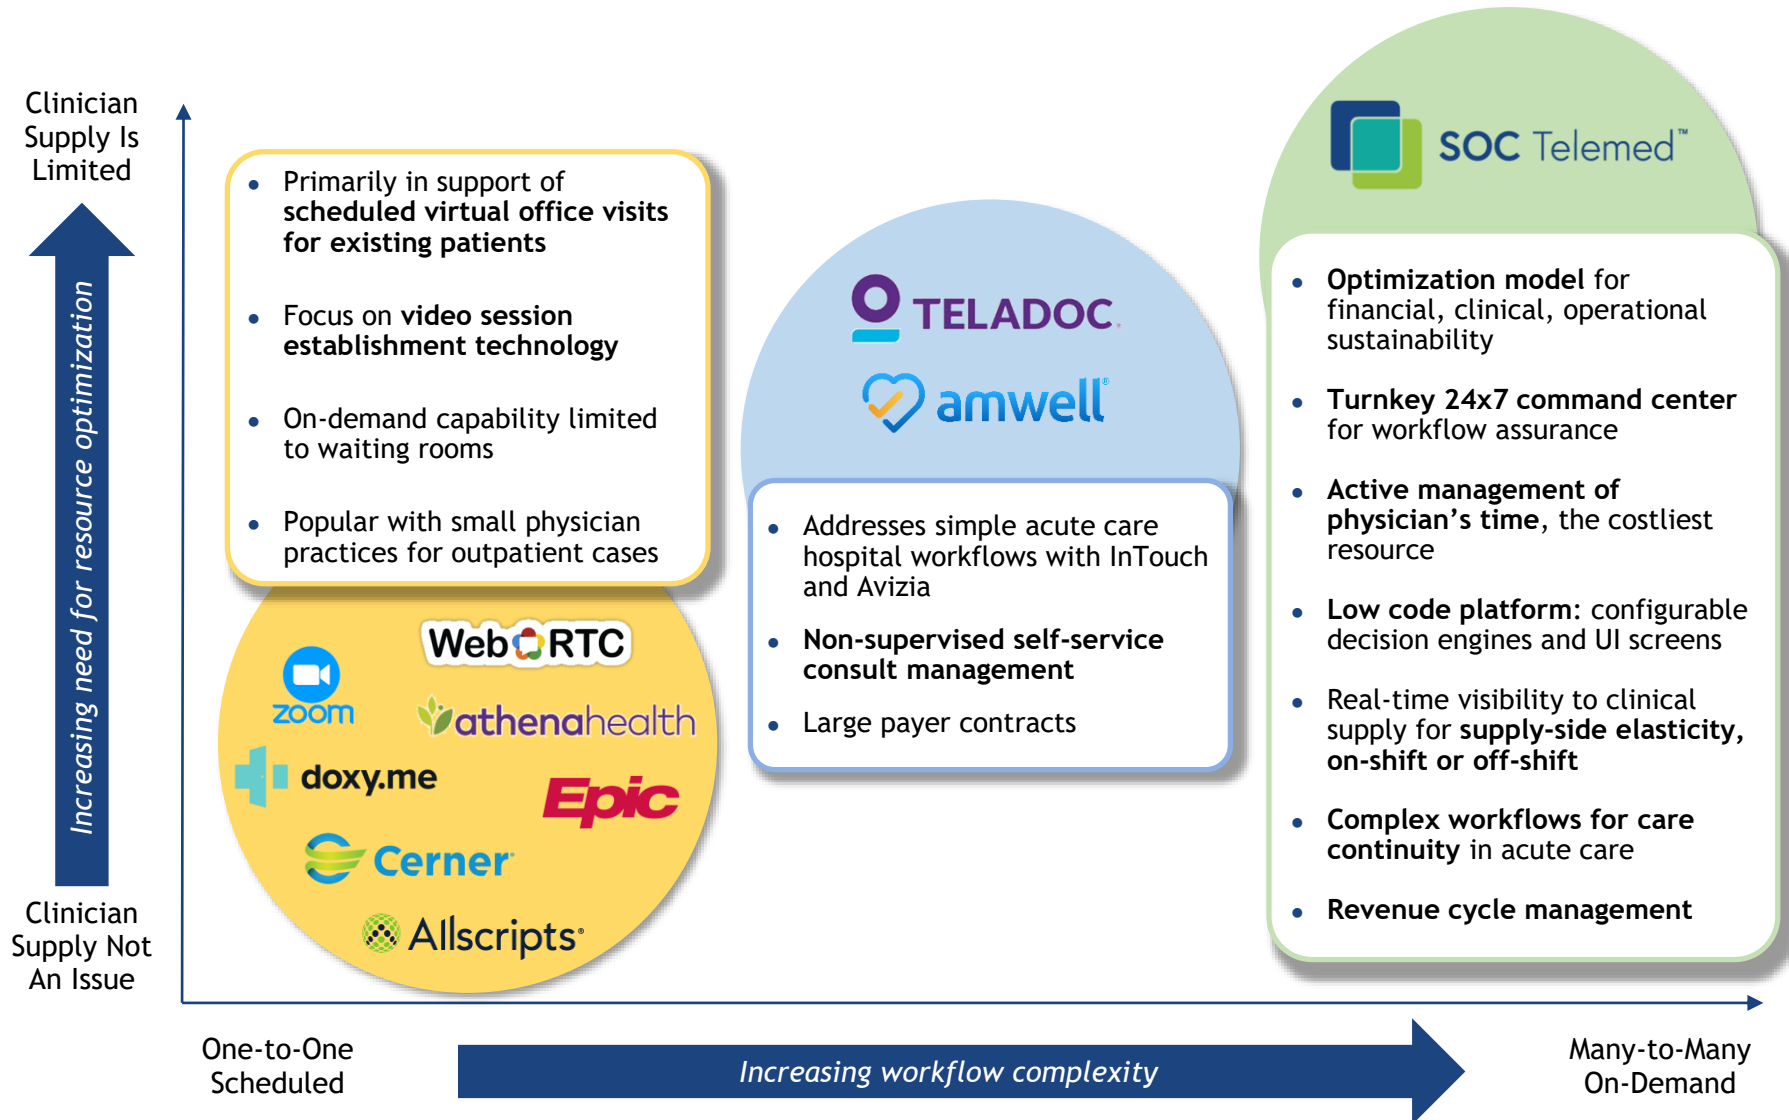 Clinician
Supply Is
Limited
Increasing need for resource optimization
Clinician
Supply Not
An Issue
• Primarily in support of
scheduled virtual office visits
for existing patients
• Focus on video session
establishment technology
• On-demand capability limited
to waiting rooms
• Popular with small physician
practices for outpatient cases
WebRTC
zoom
athenahealth
doxy.me
Epic
Cerner
Allscripts®
TELADOC.
amwell®
• Addresses simple acute care
hospital workflows with InTouch
and Avizia
• Non-supervised self-service
consult management
• Large payer contracts
SOC Telemed™
• Optimization model for
financial, clinical, operational
sustainability
• Turnkey 24x7 command center
for workflow assurance
• Active management of
physician’s time, the costliest
resource
• Low code platform: configurable
decision engines and UI screens
• Real-time visibility to clinical
supply for supply-side elasticity,
on-shift or off-shift
• Complex workflows for care
continuity in acute care
• Revenue cycle management
One-to-One
Scheduled
Increasing workflow complexity
Many-to-Many
On-Demand